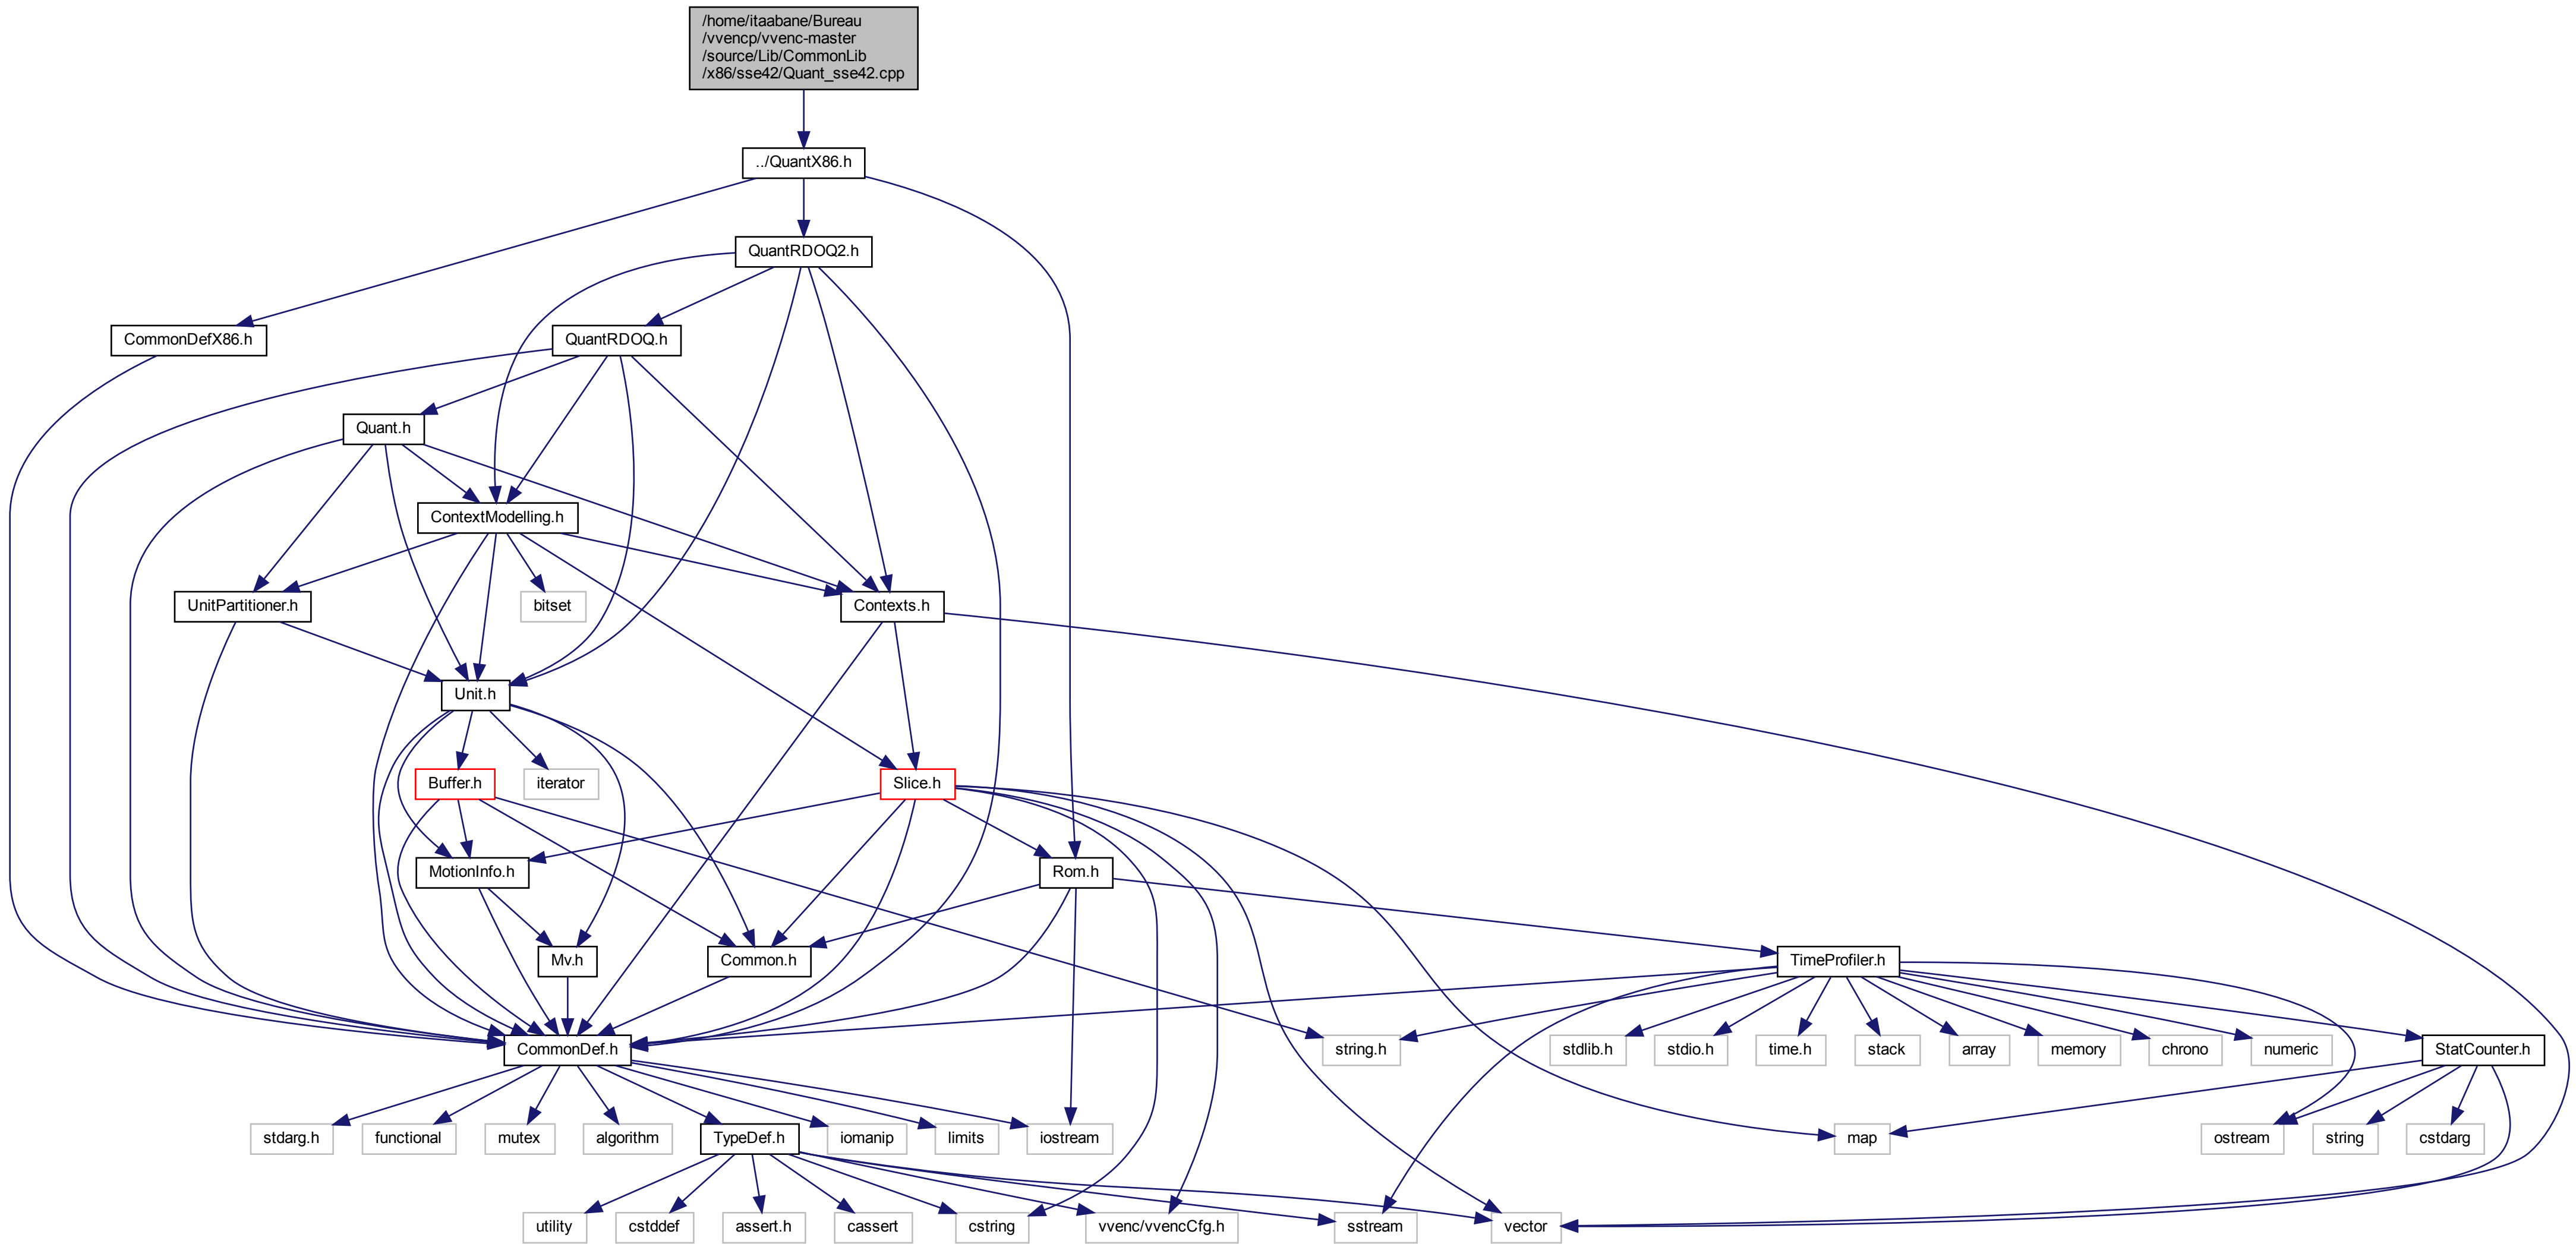 /home/itaabane/Bureau
/vvencp/vvenc-master
/source/Lib/CommonLib
/x86/sse42/Quant_sse42.cpp
../QuantX86.h
QuantRDOQ2.h
CommonDefX86.h
QuantRDOQ.h
Quant.h
ContextModelling.h
UnitPartitioner.h
bitset
Contexts.h
Unit.h
Buffer.h
iterator
Slice.h
MotionInfo.h
Rom.h
Mv.h
Common.h
TimeProfiler.h
CommonDef.h
string.h
stdlib.h
stdio.h
time.h
stack
array
memory
chrono
numeric
StatCounter.h
stdarg.h
functional
mutex
algorithm
TypeDef.h
iomanip
limits
iostream
map
ostream
string
cstdarg
utility
cstddef
assert.h
cassert
cstring
vvenc/vvencCfg.h
sstream
vector